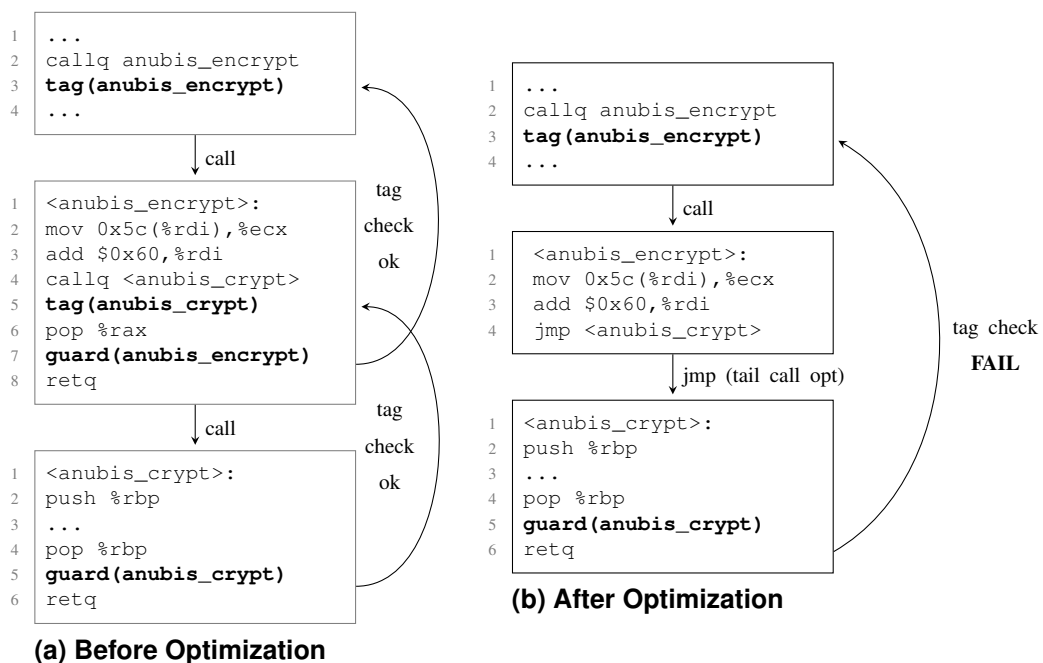 1 ...
2 callq anubis_encrypt
3 tag(anubis_encrypt)
4 ...
call
tag
check
ok
1 <anubis_encrypt>:
2 mov 0x5c(%rdi),%ecx
3 add $0x60,%rdi
4 callq <anubis_crypt>
5 tag(anubis_crypt)
6 pop %rax
7 guard(anubis_encrypt)
8 retq
call
tag
check
ok
1 <anubis_crypt>:
2 push %rbp
3 ...
4 pop %rbp
5 guard(anubis_crypt)
6 retq
(a) Before Optimization
1 ...
2 callq anubis_encrypt
3 tag(anubis_encrypt)
4 ...
call
1 <anubis_encrypt>:
2 mov 0x5c(%rdi),%ecx
3 add $0x60,%rdi
4 jmp <anubis_crypt>
tag check
FAIL
jmp (tail call opt)
1 <anubis_crypt>:
2 push %rbp
3 ...
4 pop %rbp
5 guard(anubis_crypt)
6 retq
(b) After Optimization